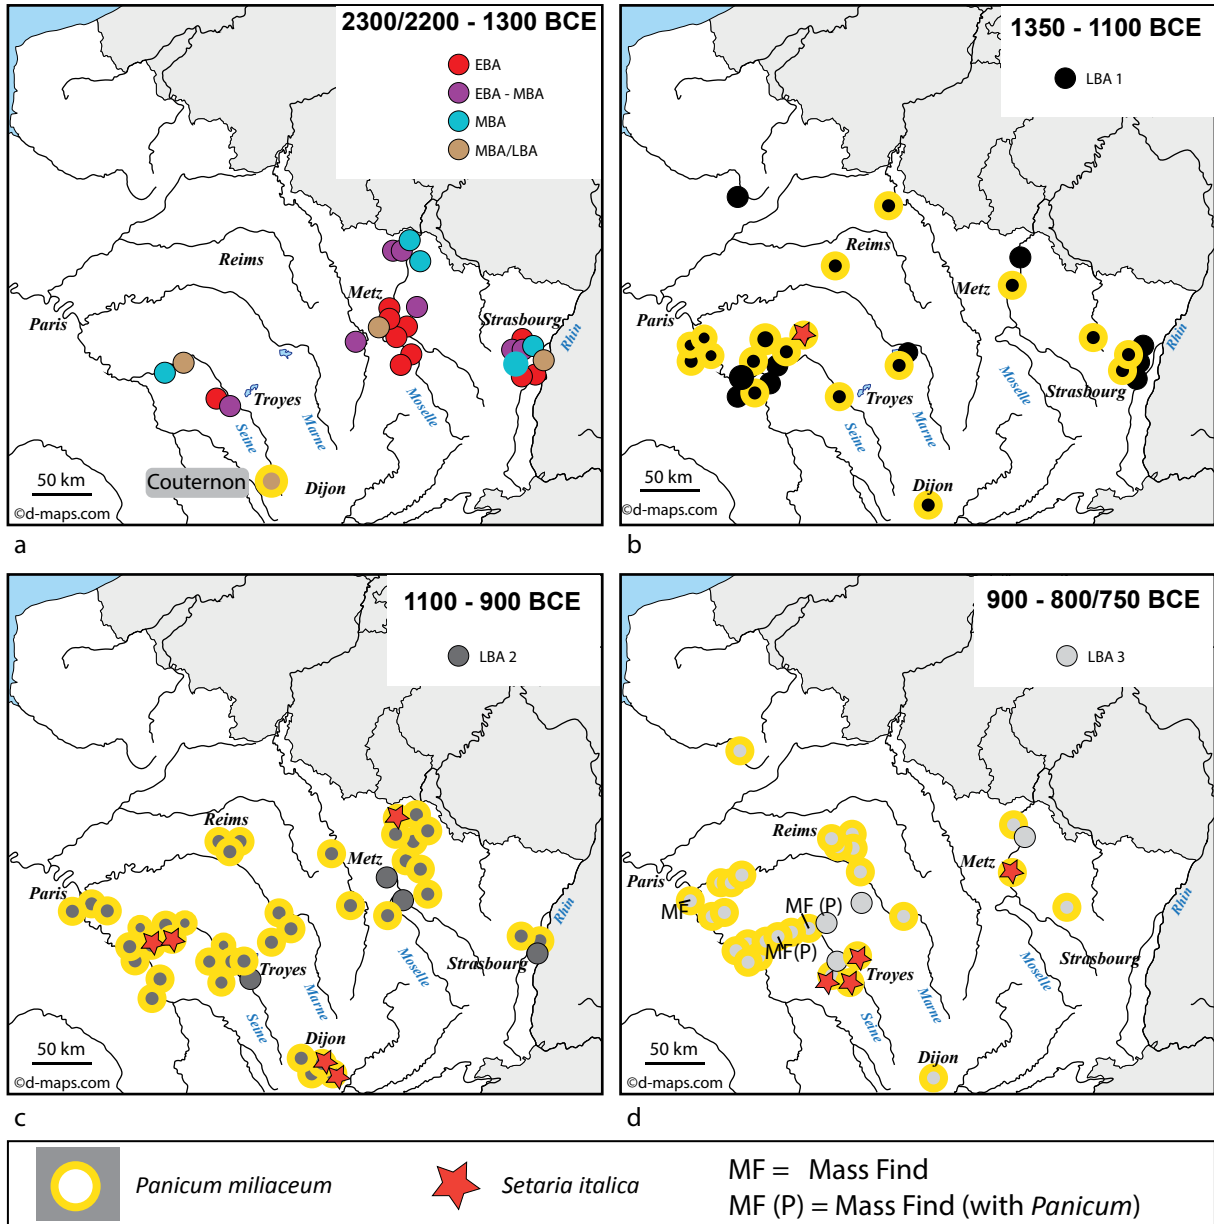 2300/2200 - 1300 BCE
EBA
EBA - MBA
MBA
MBA/LBA
Reims
Metz
Paris
Strasbourg
Rhin
Troyes
Moselle
Marne
Seine
Couternon
Dijon
50 km
©d-maps.com
a
1350 - 1100 BCE
LBA 1
Reims
Metz
Paris
Rhin
Moselle
Strasbourg
Troyes
Marne
Seine
Dijon
50 km
©d-maps.com
b
1100 - 900 BCE
LBA 2
Reims
Metz
Paris
Rhin
Strasbourg
Troyes
Moselle
Marne
Seine
Dijon
50 km
©d-maps.com
c
900 - 800/750 BCE
LBA 3
Reims
Metz
Paris
MF
MF (P)
MF(P)
Rhin
Strasbourg
Troyes
Moselle
Marne
Seine
Dijon
50 km
©d-maps.com
d
Panicum miliaceum
Setaria italica
MF = Mass Find
MF (P) = Mass Find (with Panicum)